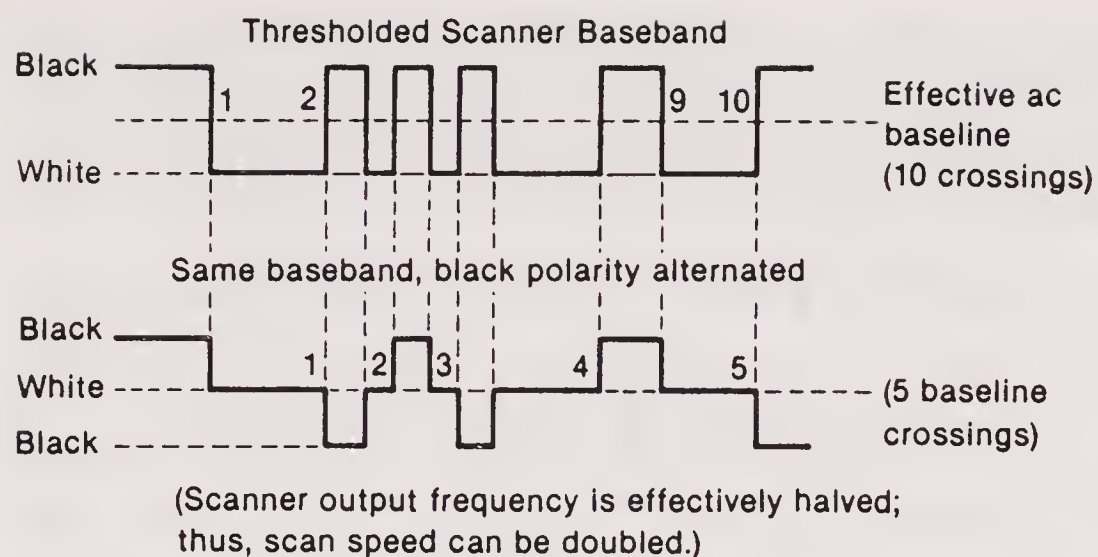 Thresholded Scanner Baseband
Black
1 2 9 10
Effective ac
baseline
(10 crossings)
White
Same baseband, black polarity alternated
Black
1 2 3 4 5
White
(5 baseline
crossings)
Black
(Scanner output frequency is effectively halved;
thus, scan speed can be doubled.)